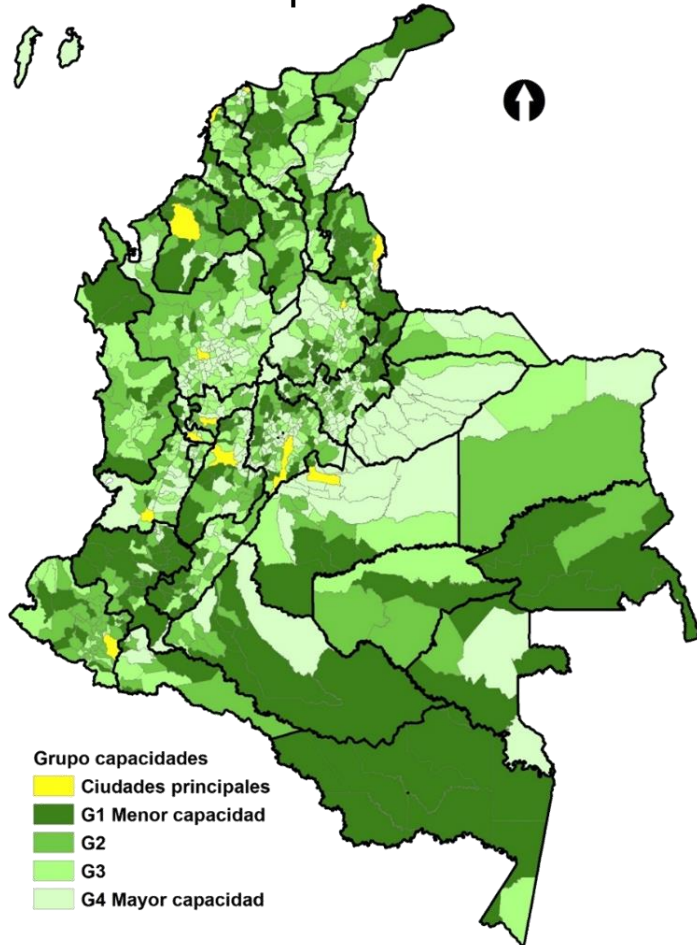 Grupo capacidades
Ciudades principales
G1 Menor capacidad
G2
G3
G4 Mayor capacidad